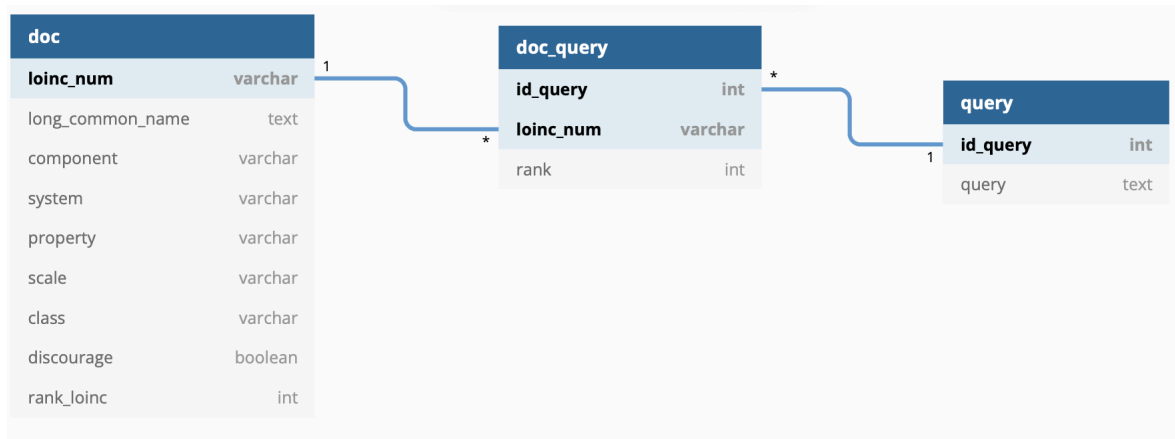 doc
loinc_num varchar
long_common_name text
component varchar
system varchar
property varchar
scale varchar
class varchar
discourage boolean
rank_loinc int
1
*
doc_query
id_query int
loinc_num varchar
rank int
*
1
query
id_query int
query text